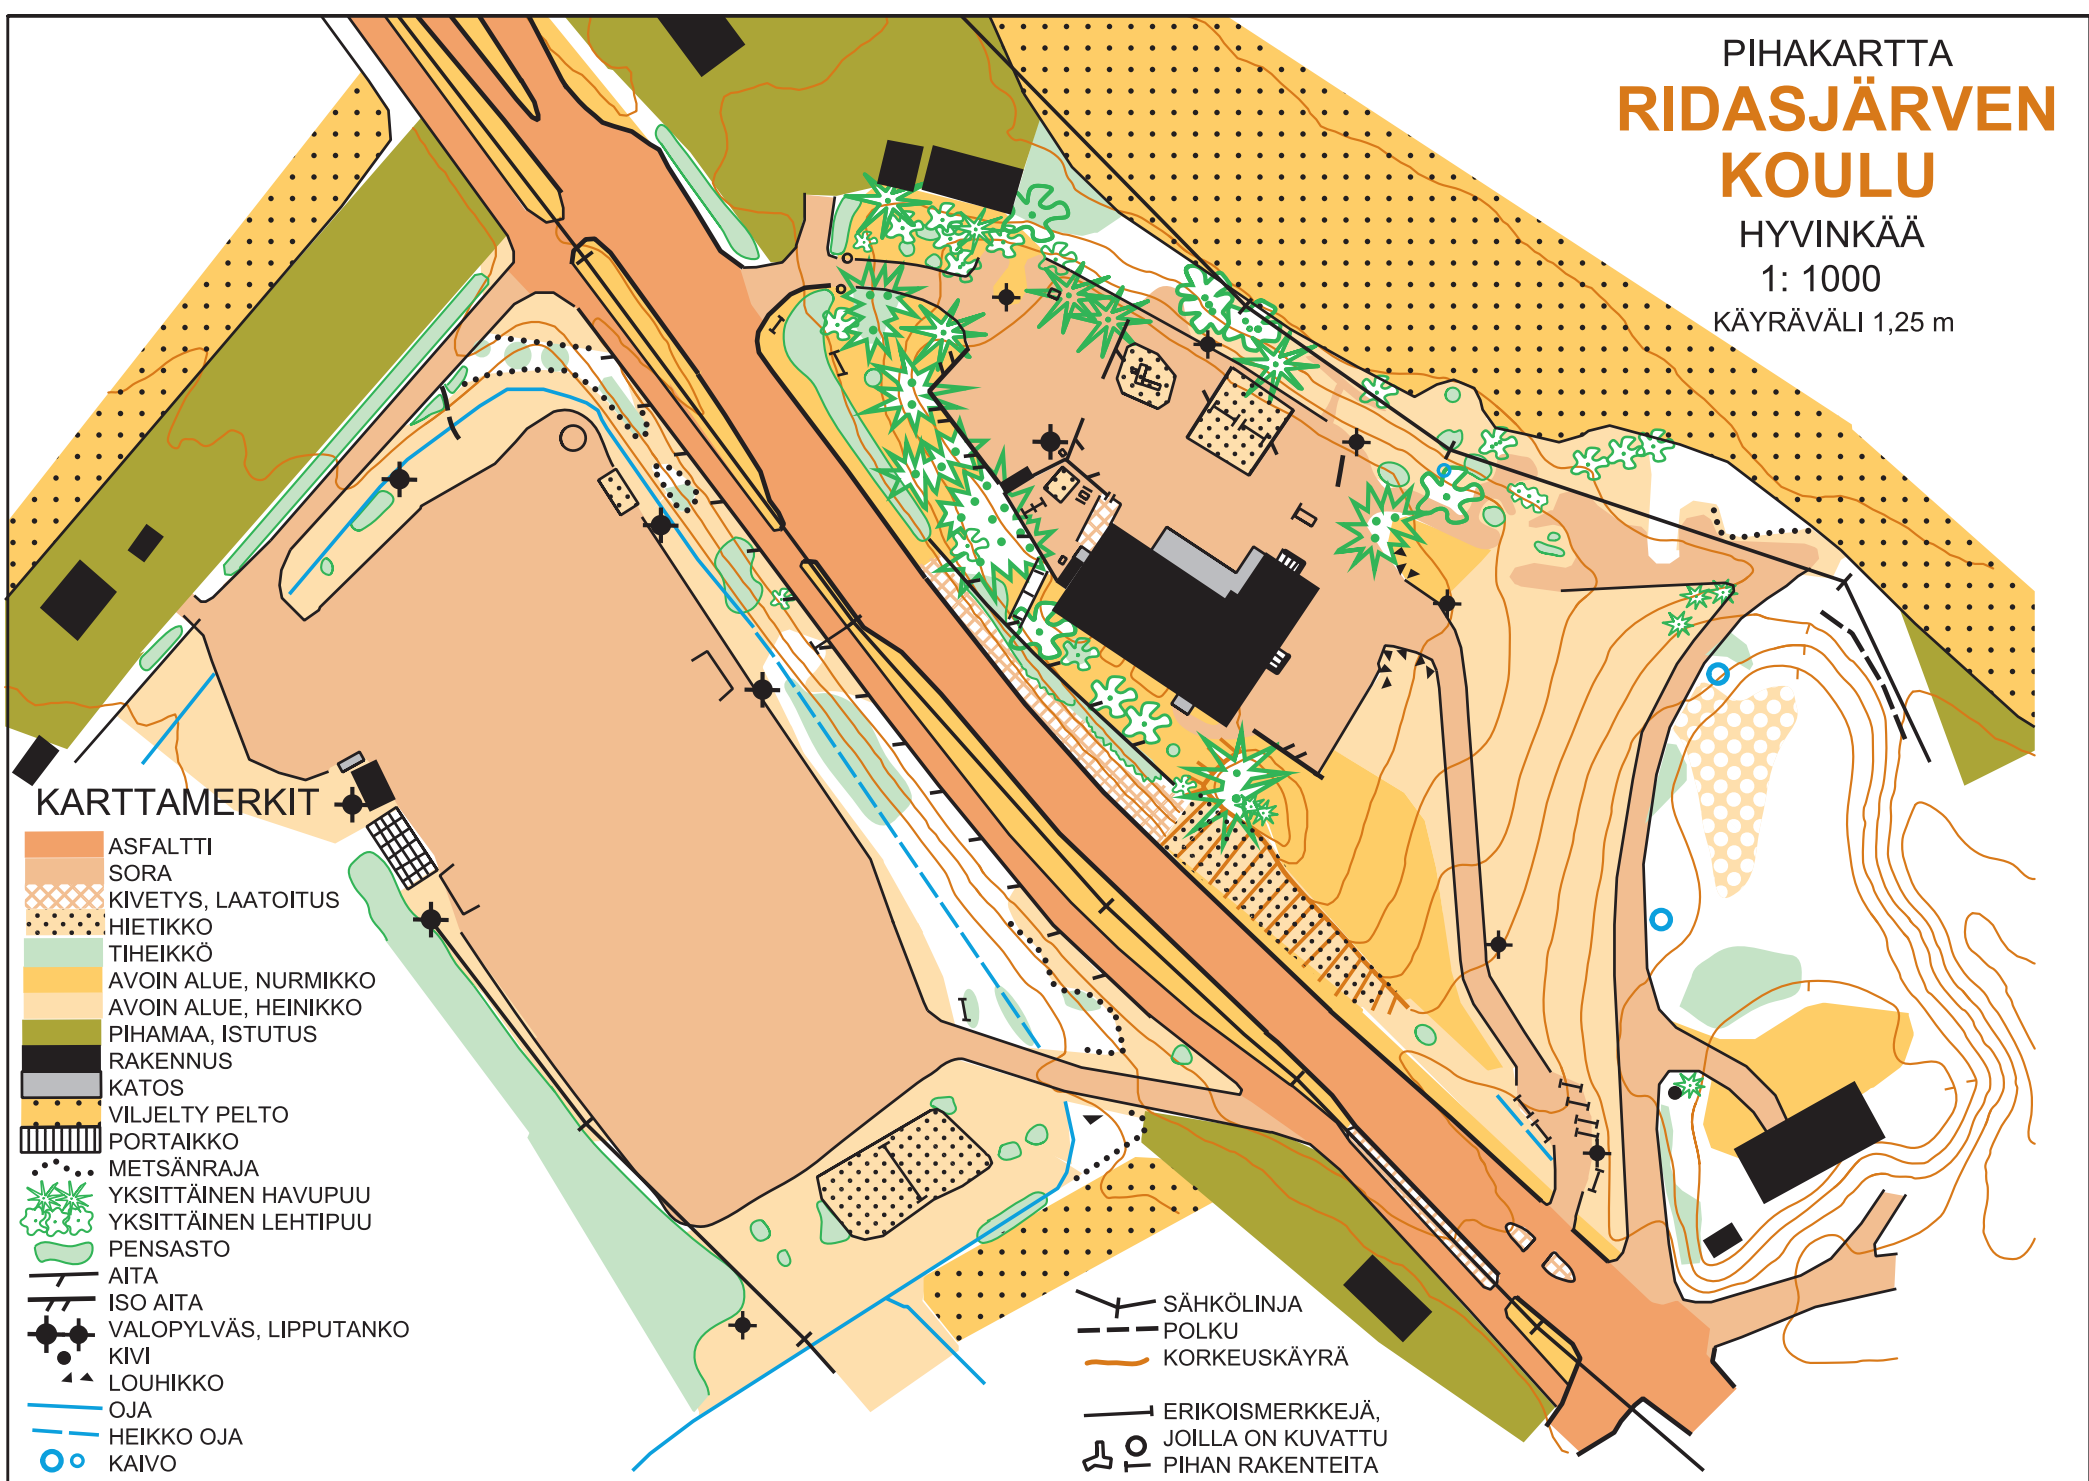 PIHAKARTTA
RIDASJÄRVEN
KOULU
HYVINKÄÄ
1: 1000
KÄYRÄVÄLI 1,25 m
KARTTAMERKIT
ASFALTTI
SORA
KIVETYS, LAATOITUS
HIETIKKO
TIHEIKKÖ
AVOIN ALUE, NURMIKKO
AVOIN ALUE, HEINIKKO
PIHAMAA, ISTUTUS
RAKENNUS
KATOS
VILJELTY PELTO
PORTAIKKO
METSÄNRAJA
YKSITTÄINEN HAVUPUU
YKSITTÄINEN LEHTIPUU
PENSASTO
AITA
ISO AITA
VALOPYLVÄS, LIPPUTANKO
KIVI
LOUHIKKO
OJA
HEIKKO OJA
KAIVO
SÄHKÖLINJA
POLKU
KORKEUSKÄYRÄ
ERIKOISMERKKEJÄ,
JOILLA ON KUVATTU
PIHAN RAKENTEITA